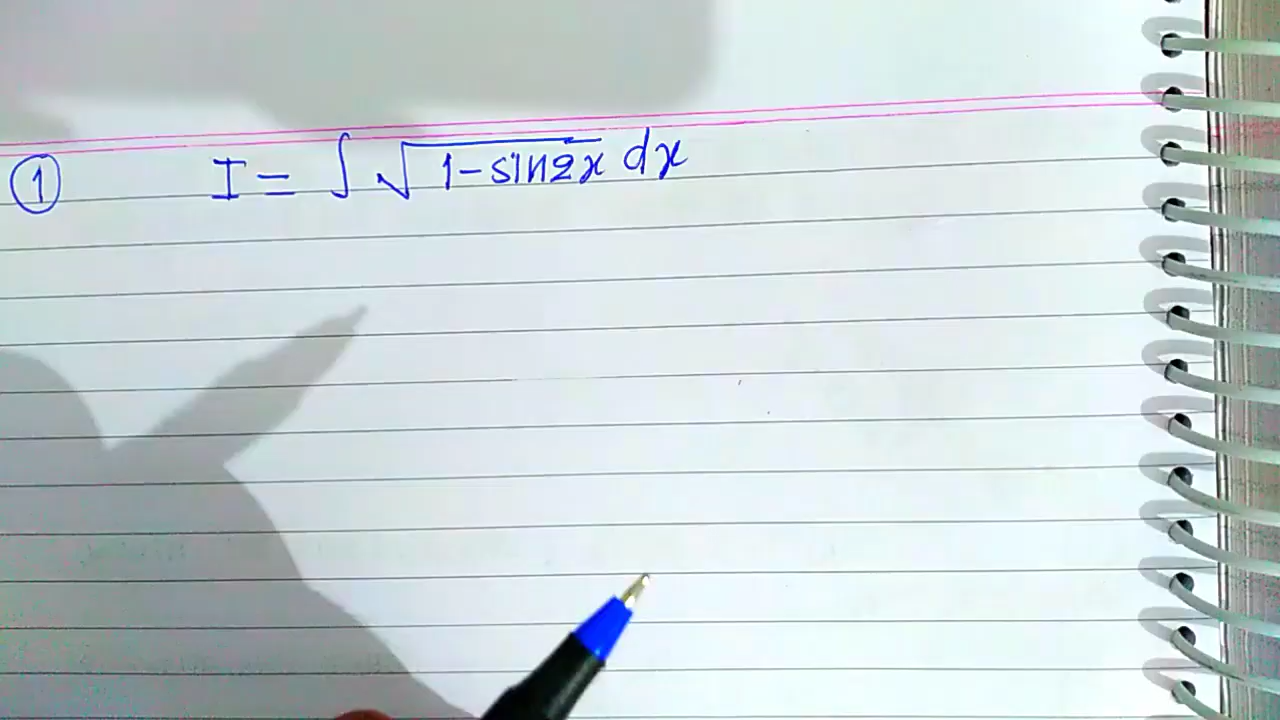 ① I = ∫ √(1-sin2x) dx